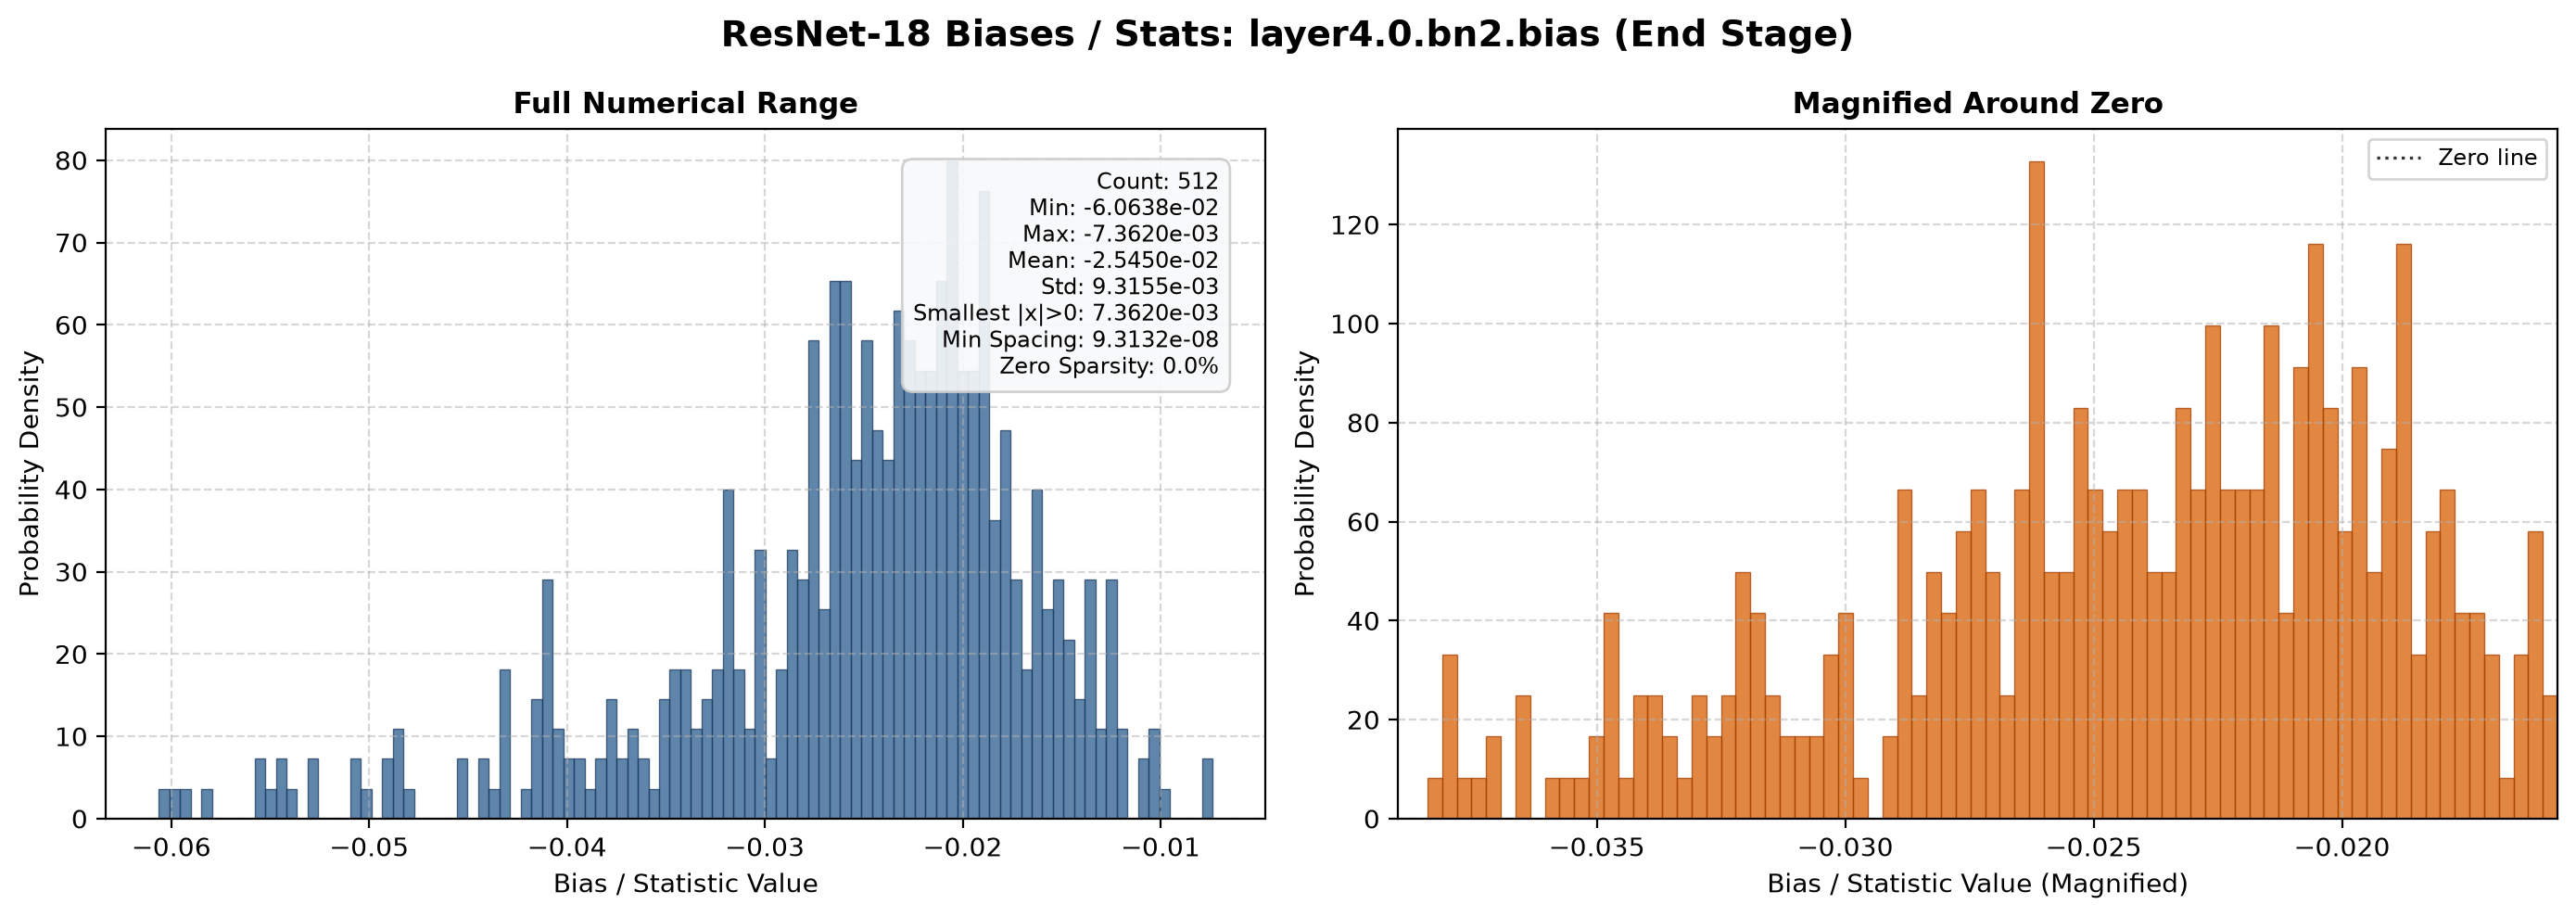 ResNet-18 Biases / Stats: layer4.0.bn2.bias (End Stage)
Full Numerical Range
Probability Density
80
70
60
50
40
30
20
10
0
Count: 512
Min: -6.0638e-02
Max: -7.3620e-03
Mean: -2.5450e-02
Std: 9.3155e-03
Smallest |x|>0: 7.3620e-03
Min Spacing: 9.3132e-08
Zero Sparsity: 0.0%
−0.06 −0.05 −0.04 −0.03 −0.02 −0.01
Bias / Statistic Value
Magnified Around Zero
Probability Density
120
100
80
60
40
20
0
Zero line
−0.035 −0.030 −0.025 −0.020
Bias / Statistic Value (Magnified)